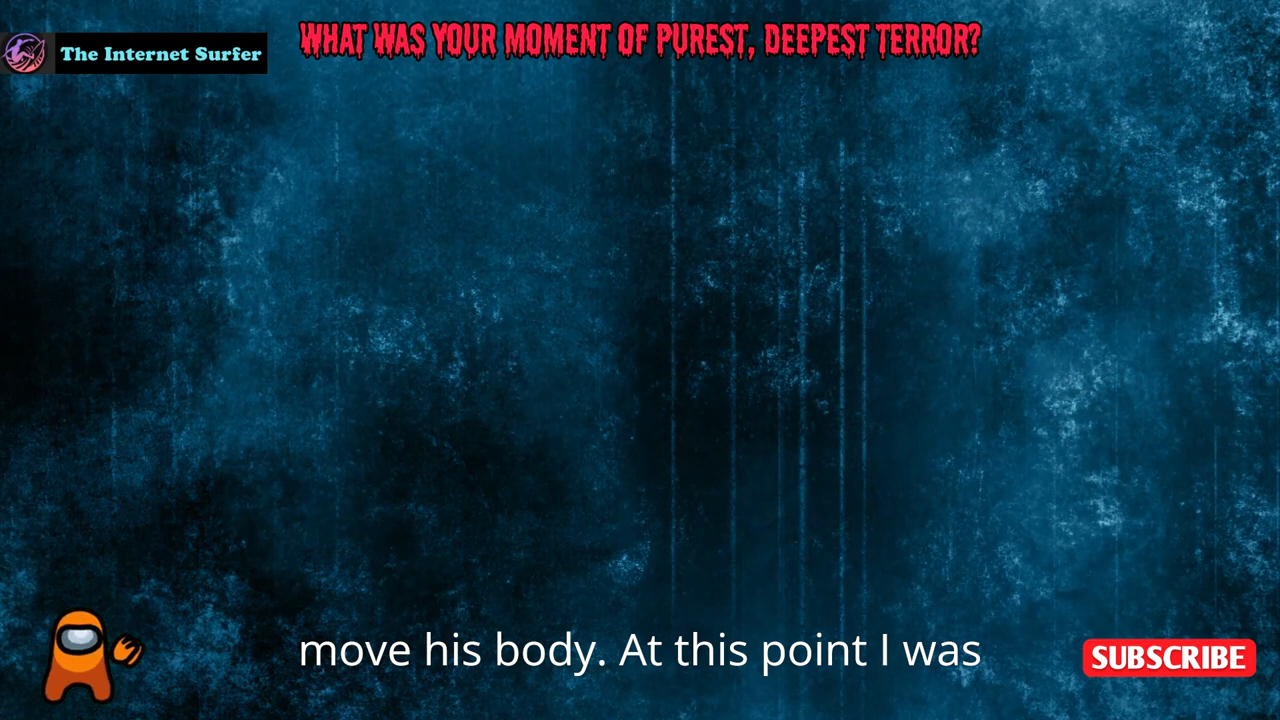 WHAT WAS YOUR MOMENT OF PUREST, DEEPEST TERROR?
The Internet Surfer
move his body. At this point I was
SUBSCRIBE